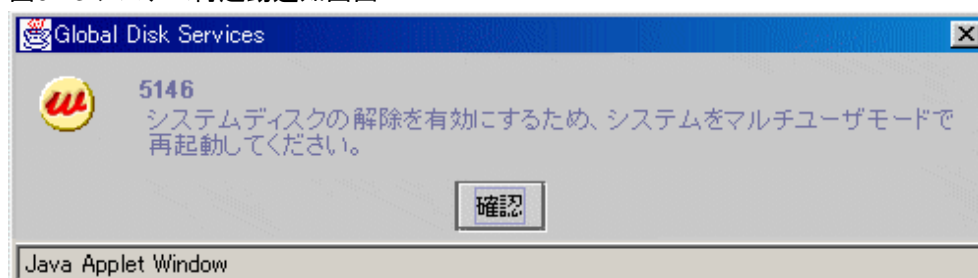 Global Disk Services
5146
システムディスクの解除を有効にするため、システムをマルチユーザモードで
再起動してください。
確認
Java Applet Window